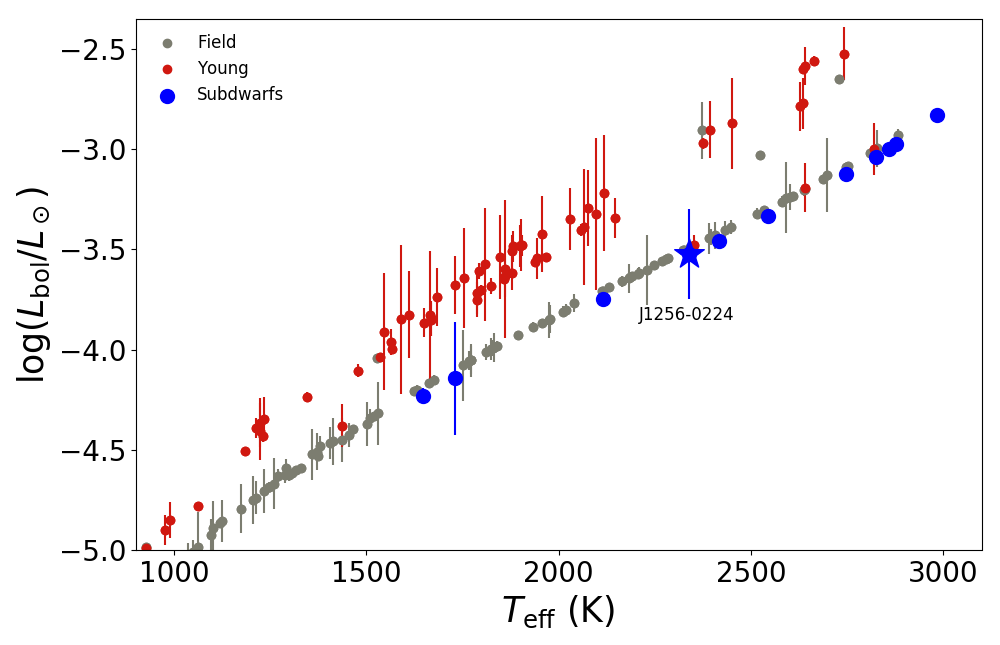 Field
Young
Subdwarfs
−2.5
−3.0
−3.5
−4.0
−4.5
−5.0
log(L_bol/L_⊙)
J1256-0224
1000 1500 2000 2500 3000
T_eff (K)